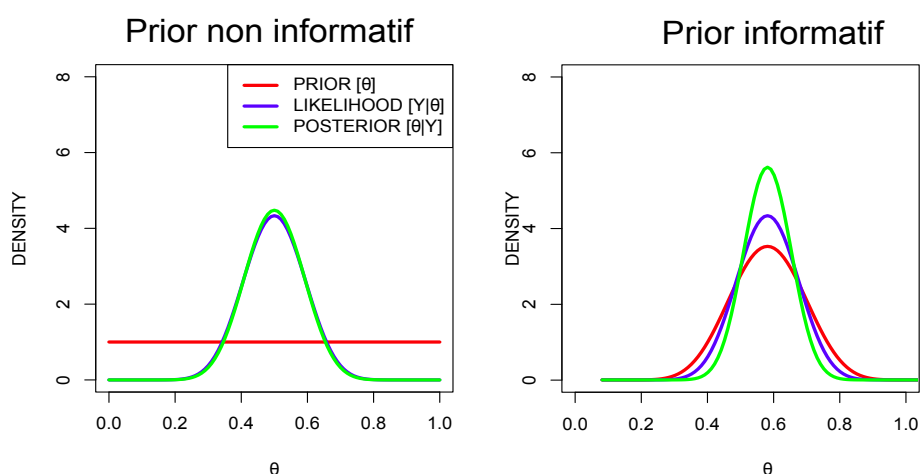 Prior non informatif
8
6
4
2
0
DENSITY
PRIOR [θ]
LIKELIHOOD [Y|θ]
POSTERIOR [θ|Y]
0.0 0.2 0.4 0.6 0.8 1.0
θ
Prior informatif
8
6
4
2
0
DENSITY
0.0 0.2 0.4 0.6 0.8 1.0
θ